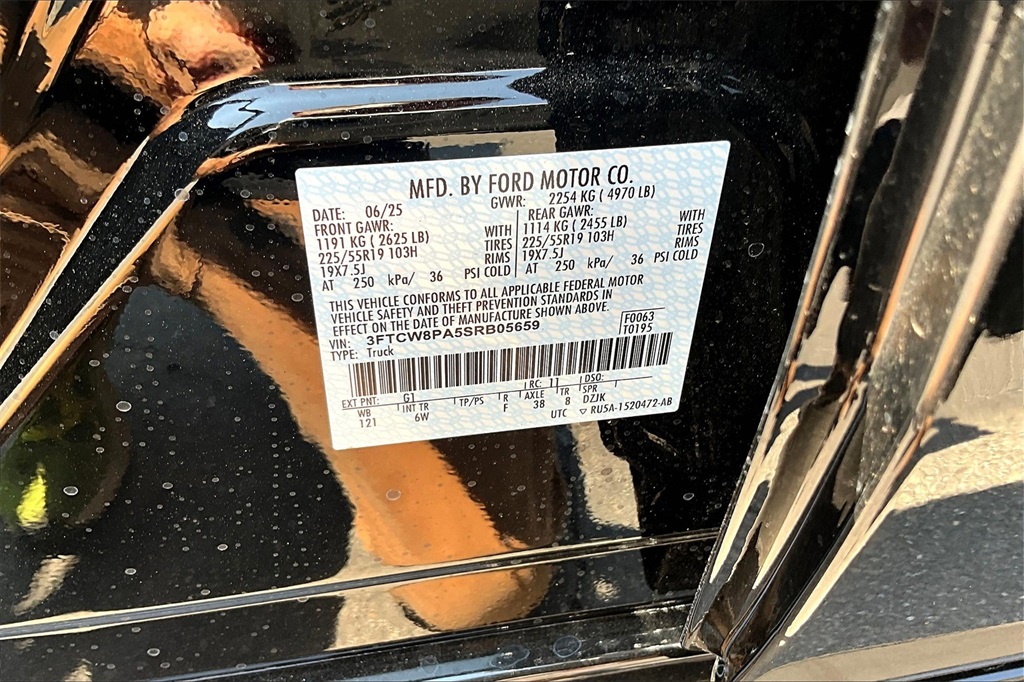 MFD. BY FORD MOTOR CO.
DATE: 06/25 GVWR: 2254 KG ( 4970 LB)
FRONT GAWR: WITH REAR GAWR: WITH
1191 KG ( 2625 LB) TIRES 1114 KG ( 2455 LB) TIRES
225/55R19 103H RIMS 225/55R19 103H RIMS
19X7.5J 19X7.5J
AT 250 kPa/ 36 PSI COLD AT 250 kPa/ 36 PSI COLD
THIS VEHICLE CONFORMS TO ALL APPLICABLE FEDERAL MOTOR
VEHICLE SAFETY AND THEFT PREVENTION STANDARDS IN
EFFECT ON THE DATE OF MANUFACTURE SHOWN ABOVE.
VIN: 3FTCW8PA5SRB05659 F0063
TYPE: Truck T0195
EXT PNT: G1 RC: 11 DSO:
WB INT TR TP/PS R AXLE TR SPR
121 6W F 38 8 DZJK
UTC ▽ RU5A-1520472-AB